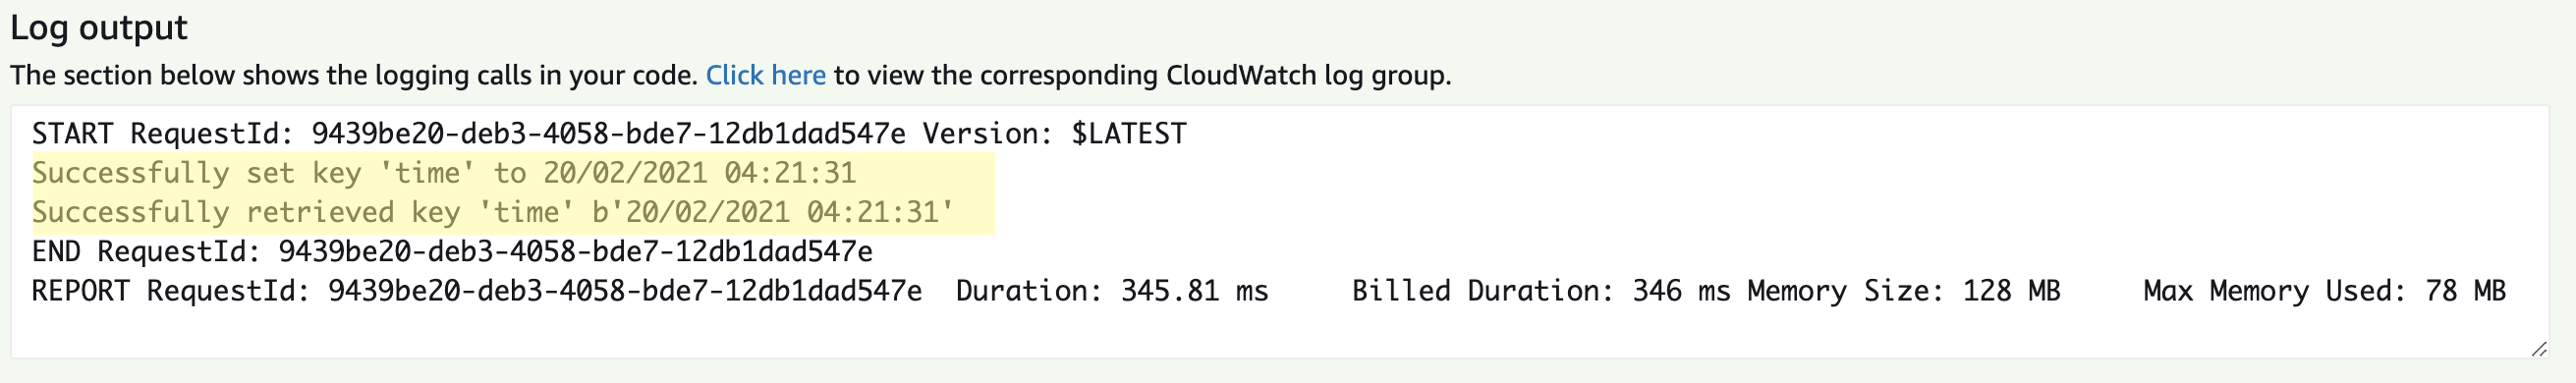 Log output
The section below shows the logging calls in your code. Click here to view the corresponding CloudWatch log group.
START RequestId: 9439be20-deb3-4058-bde7-12db1dad547e Version: $LATEST
Successfully set key 'time' to 20/02/2021 04:21:31
Successfully retrieved key 'time' b'20/02/2021 04:21:31'
END RequestId: 9439be20-deb3-4058-bde7-12db1dad547e
REPORT RequestId: 9439be20-deb3-4058-bde7-12db1dad547e  Duration: 345.81 ms     Billed Duration: 346 ms Memory Size: 128 MB     Max Memory Used: 78 MB